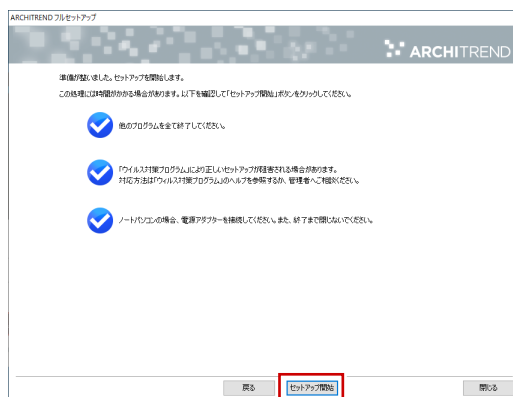 ARCHITREND フルセットアップ
ARCHITREND
準備が整いました。セットアップを開始します。
この処理には時間がかかる場合があります。以下を確認して「セットアップ開始」ボタンをクリックしてください。
他のプログラムを全て終了してください。
「ウイルス対策プログラム」により正しいセットアップが阻害される場合があります。
対応方法は「ウィルス対策プログラム」のヘルプを参照するか、管理者へご相談ください。
ノートパソコンの場合、電源アダプターを接続してください。また、終了まで閉じないでください。
戻る
セットアップ開始
閉じる